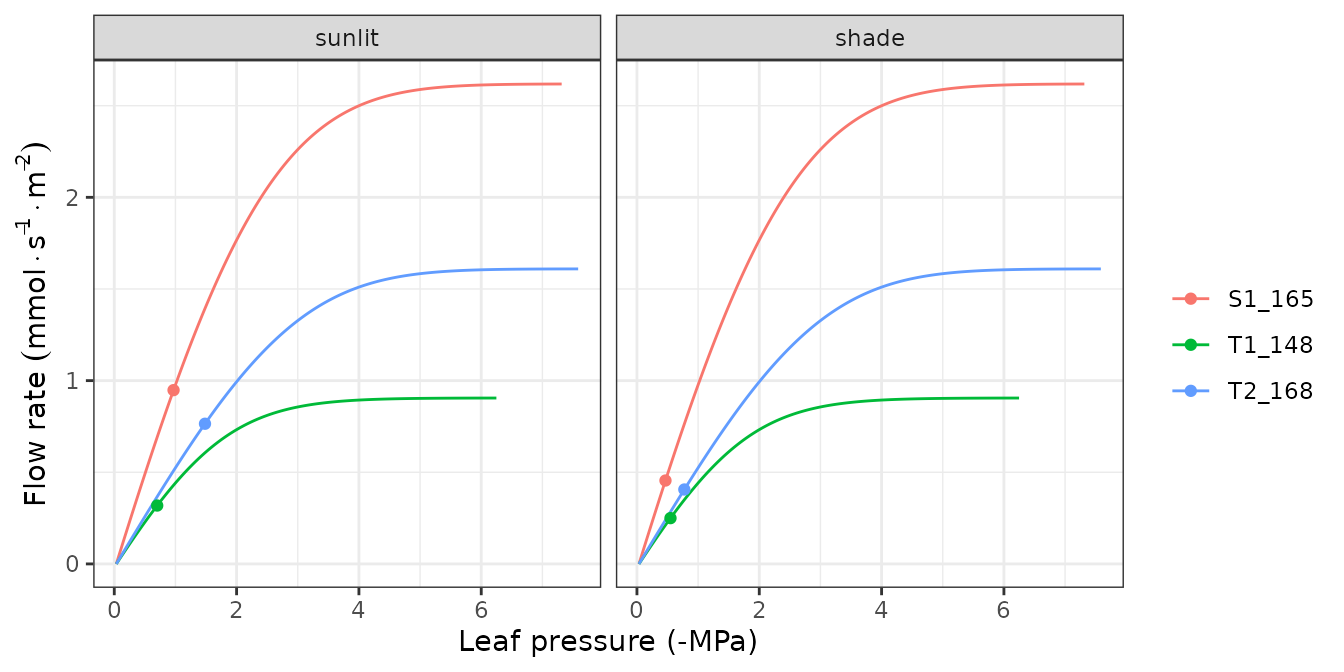 sunlit
shade
Flow rate (mmol·s⁻¹·m⁻²)
2
1
0
0 2 4 6
0 2 4 6
Leaf pressure (-MPa)
S1_165
T1_148
T2_168